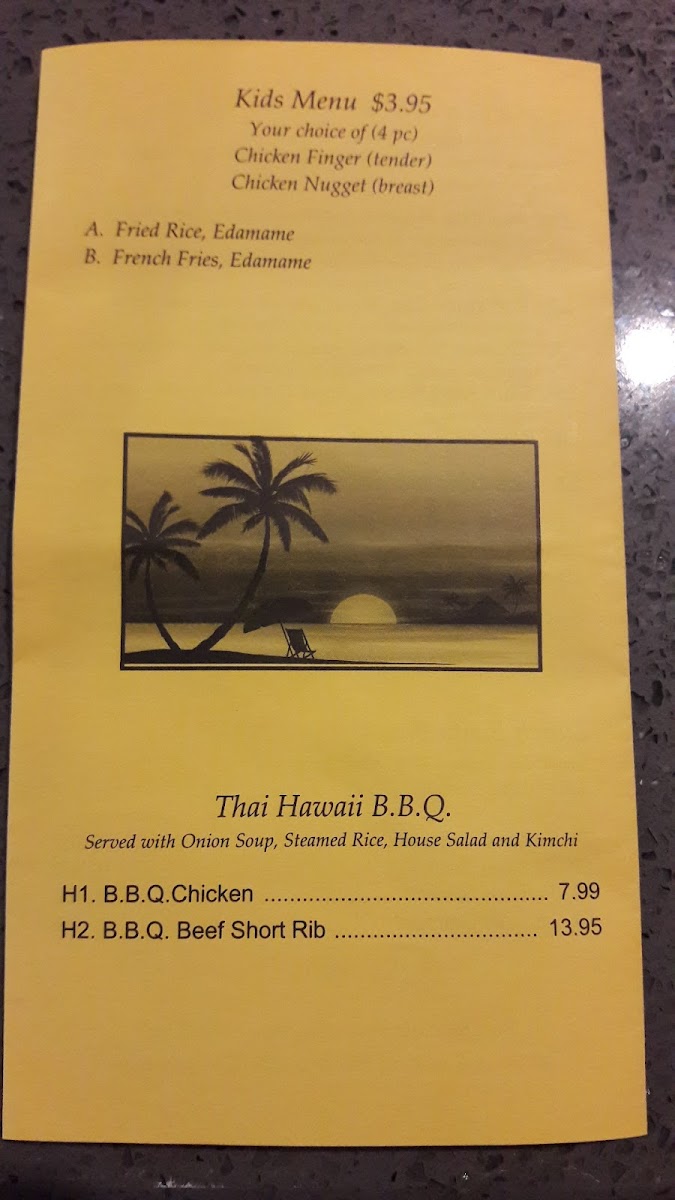 Kids Menu $3.95
Your choice of (4 pc)
Chicken Finger (tender)
Chicken Nugget (breast)
A. Fried Rice, Edamame
B. French Fries, Edamame
Thai Hawaii B.B.Q.
Served with Onion Soup, Steamed Rice, House Salad and Kimchi
H1. B.B.Q.Chicken ............................................. 7.99
H2. B.B.Q. Beef Short Rib ................................ 13.95